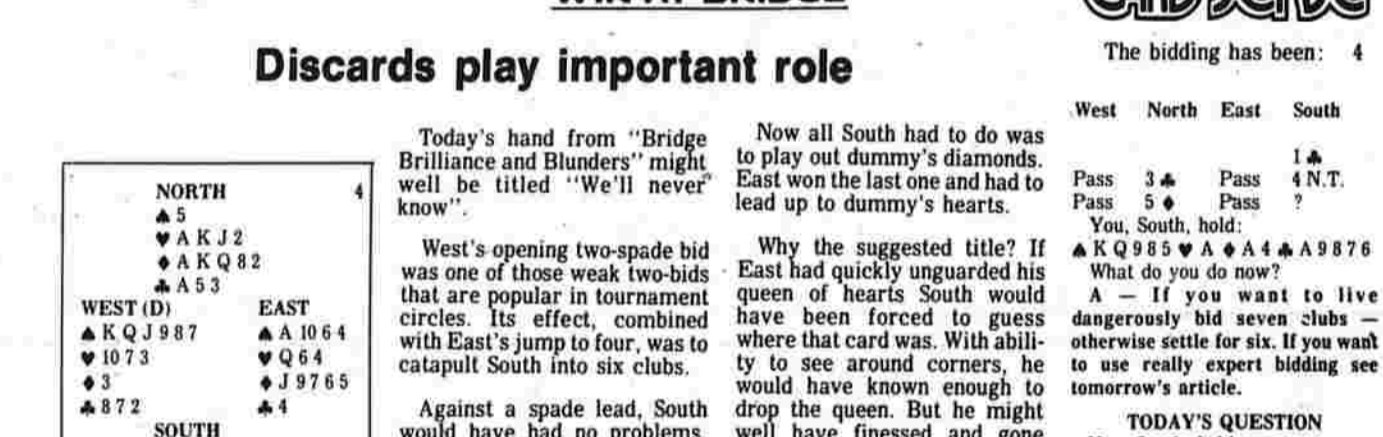 WIN AT BRIDGE
Discards play important role
NORTH 4
♠ 5
♥ A K J 2
♦ A K Q 8 2
♣ A 5 3
WEST (D) EAST
♠ K Q J 9 8 7 ♠ A 10 6 4
♥ 10 7 3 ♥ Q 6 4
♦ 3 ♦ J 9 7 6 5
♣ 8 7 2 ♣ 4
SOUTH
Today's hand from "Bridge
Brilliance and Blunders" might
well be titled "We'll never
know".
West's opening two-spade bid
was one of those weak two-bids
that are popular in tournament
circles. Its effect, combined
with East's jump to four, was to
catapult South into six clubs.
Against a spade lead, South
would have had no problems.
Now all South had to do was
to play out dummy's diamonds.
East won the last one and had to
lead up to dummy's hearts.
Why the suggested title? If
East had quickly unguarded his
queen of hearts South would
have been forced to guess
where that card was. With abili-
ty to see around corners, he
would have known enough to
drop the queen. But he might
well have finessed and gone
The bidding has been: 4
West North East South
1 ♣
Pass 3 ♣ Pass 4 N.T.
Pass 5 ♦ Pass ?
You, South, hold:
♠ K Q 9 8 5 ♥ A ♦ A 4 ♣ A 9 8 7 6
What do you do now?
A — If you want to live
dangerously bid seven clubs —
otherwise settle for six. If you want
to use really expert bidding see
tomorrow's article.
TODAY'S QUESTION